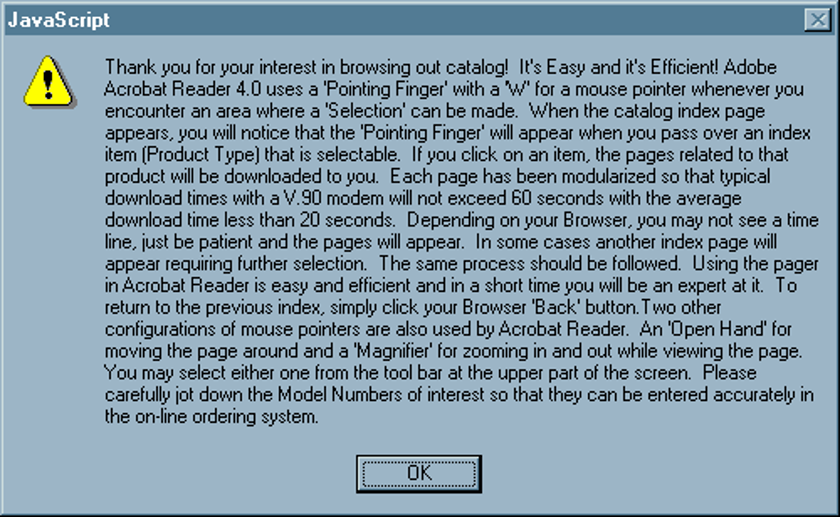 JavaScript
Thank you for your interest in browsing out catalog!  It's Easy and it's Efficient! Adobe
Acrobat Reader 4.0 uses a 'Pointing Finger' with a 'W' for a mouse pointer whenever you
encounter an area where a 'Selection' can be made.  When the catalog index page
appears, you will notice that the 'Pointing Finger' will appear when you pass over an index
item (Product Type) that is selectable.  If you click on an item, the pages related to that
product will be downloaded to you.  Each page has been modularized so that typical
download times with a V.90 modem will not exceed 60 seconds with the average
download time less than 20 seconds.  Depending on your Browser, you may not see a time
line, just be patient and the pages will appear.  In some cases another index page will
appear requiring further selection.  The same process should be followed.  Using the pager
in Acrobat Reader is easy and efficient and in a short time you will be an expert at it.  To
return to the previous index, simply click your Browser 'Back' button.Two other
configurations of mouse pointers are also used by Acrobat Reader.  An 'Open Hand' for
moving the page around and a 'Magnifier' for zooming in and out while viewing the page.
You may select either one from the tool bar at the upper part of the screen.  Please
carefully jot down the Model Numbers of interest so that they can be entered accurately in
the on-line ordering system.
OK